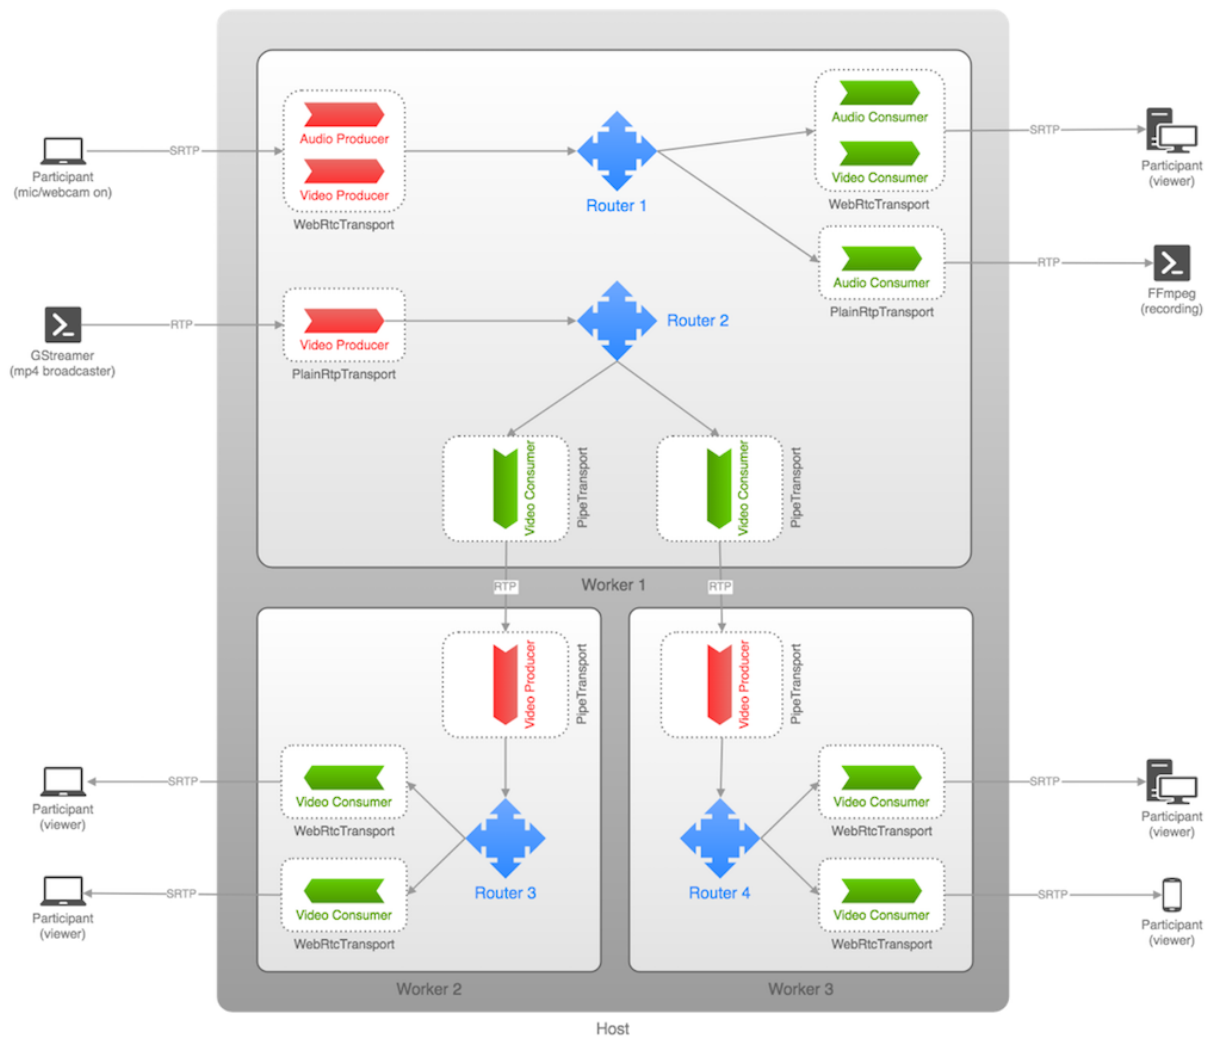 Audio Producer
Video Producer
WebRtcTransport
SRTP
Participant
(mic/webcam on)
Router 1
Audio Consumer
Video Consumer
WebRtcTransport
SRTP
Participant
(viewer)
Audio Consumer
PlainRtpTransport
RTP
FFmpeg
(recording)
GStreamer
(mp4 broadcaster)
RTP
Video Producer
PlainRtpTransport
Router 2
Video Consumer
PipeTransport
Video Consumer
PipeTransport
RTP
Worker 1
RTP
Video Producer
PipeTransport
Video Producer
PipeTransport
Participant
(viewer)
SRTP
Video Consumer
WebRtcTransport
Router 3
Participant
(viewer)
SRTP
Video Consumer
WebRtcTransport
Worker 2
Router 4
Video Consumer
WebRtcTransport
SRTP
Participant
(viewer)
Video Consumer
WebRtcTransport
SRTP
Participant
(viewer)
Worker 3
Host